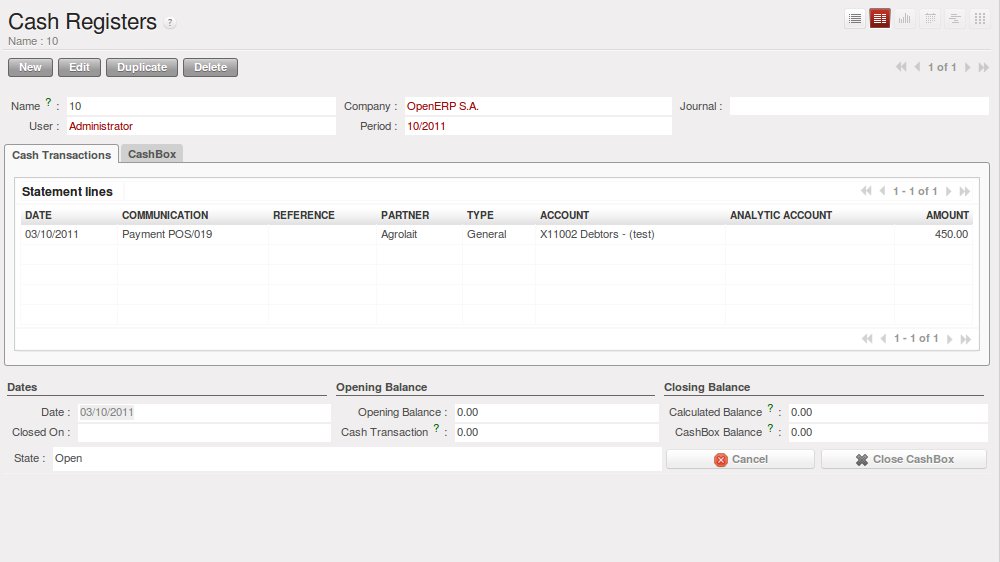 Cash Registers ?
Name : 10
New Edit Duplicate Delete 1 of 1
Name ? : 10 Company : OpenERP S.A. Journal :
User : Administrator Period : 10/2011
Cash Transactions CashBox
Statement lines 1 - 1 of 1
DATE COMMUNICATION REFERENCE PARTNER TYPE ACCOUNT ANALYTIC ACCOUNT AMOUNT
03/10/2011 Payment POS/019 Agrolait General X11002 Debtors - (test) 450.00
1 - 1 of 1
Dates Opening Balance Closing Balance
Date : 03/10/2011 Opening Balance : 0.00 Calculated Balance ? : 0.00
Closed On : Cash Transaction ? : 0.00 CashBox Balance ? : 0.00
State : Open Cancel Close CashBox